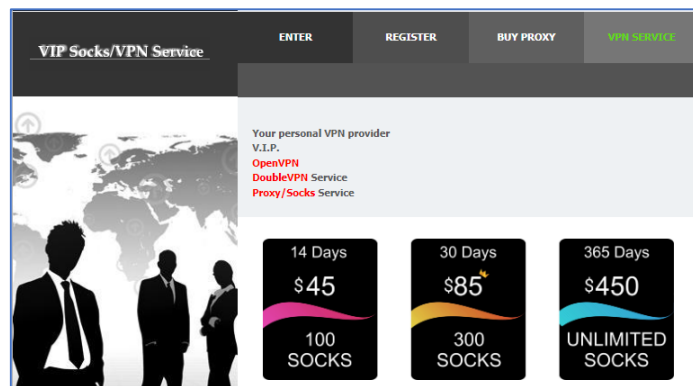 VIP Socks/VPN Service
ENTER
REGISTER
BUY PROXY
VPN SERVICE
Your personal VPN provider
V.I.P.
OpenVPN
DoubleVPN Service
Proxy/Socks Service
14 Days
$45
100
SOCKS
30 Days
$85
300
SOCKS
365 Days
$450
UNLIMITED
SOCKS